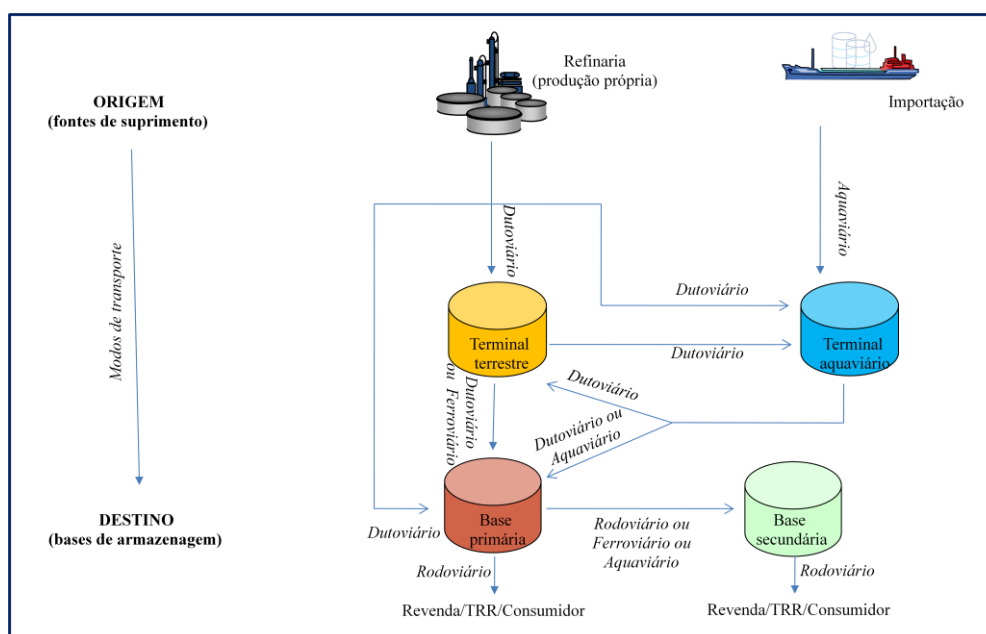 Refinaria
(produção própria)
Importação
ORIGEM
(fontes de suprimento)
Modos de transporte
Dutoviário
Aquaviário
Dutoviário
Terminal
terrestre
Terminal
aquaviário
Dutoviário
Dutoviário
ou Ferroviário
Dutoviário
Dutoviário ou
Aquaviário
DESTINO
(bases de armazenagem)
Dutoviário
Base
primária
Rodoviário ou
Ferroviário ou
Aquaviário
Base
secundária
Rodoviário
Rodoviário
Revenda/TRR/Consumidor
Revenda/TRR/Consumidor